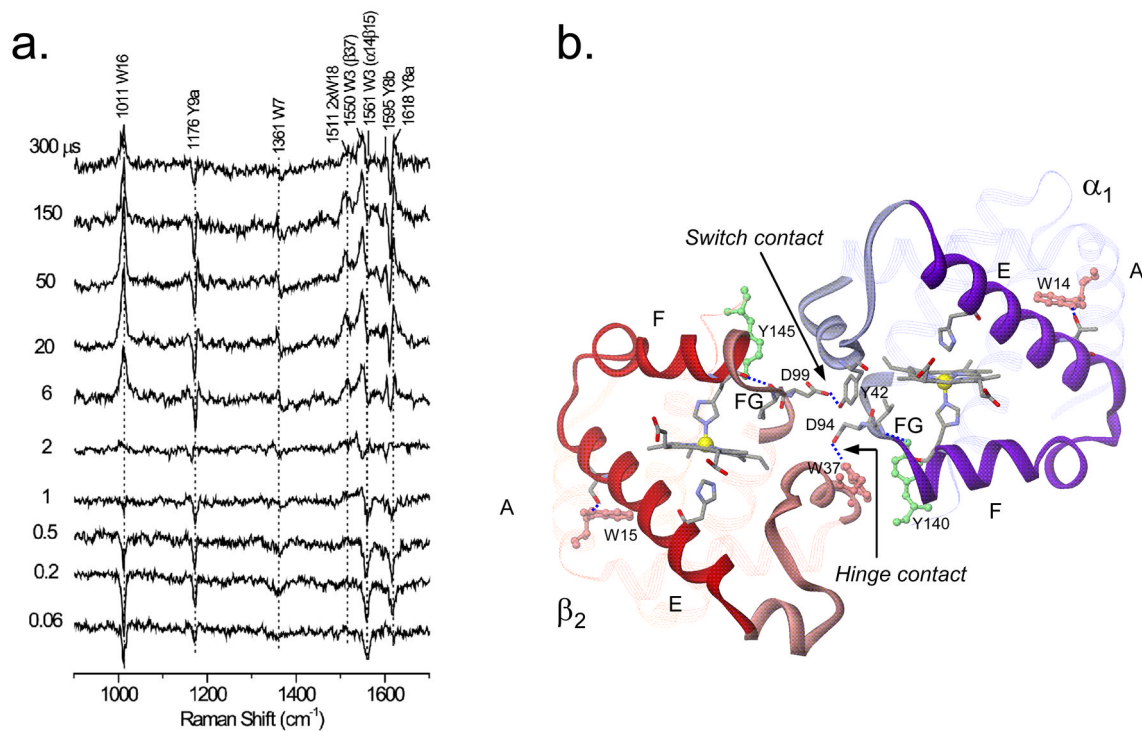 a.
1011 W16
1176 Y9a
1361 W7
1511 2xW18
1550 W3 (β37)
1561 W3 (α14β15)
1595 Y8b
1618 Y8a
300 μs
150
50
20
6
2
1
0.5
0.2
0.06
1000 1200 1400 1600
Raman Shift (cm⁻¹)
b.
α₁
Switch contact
E
A
W14
F
Y145
D99
Y42
FG
FG
D94
W37
A
W15
Y140
F
Hinge contact
E
β₂